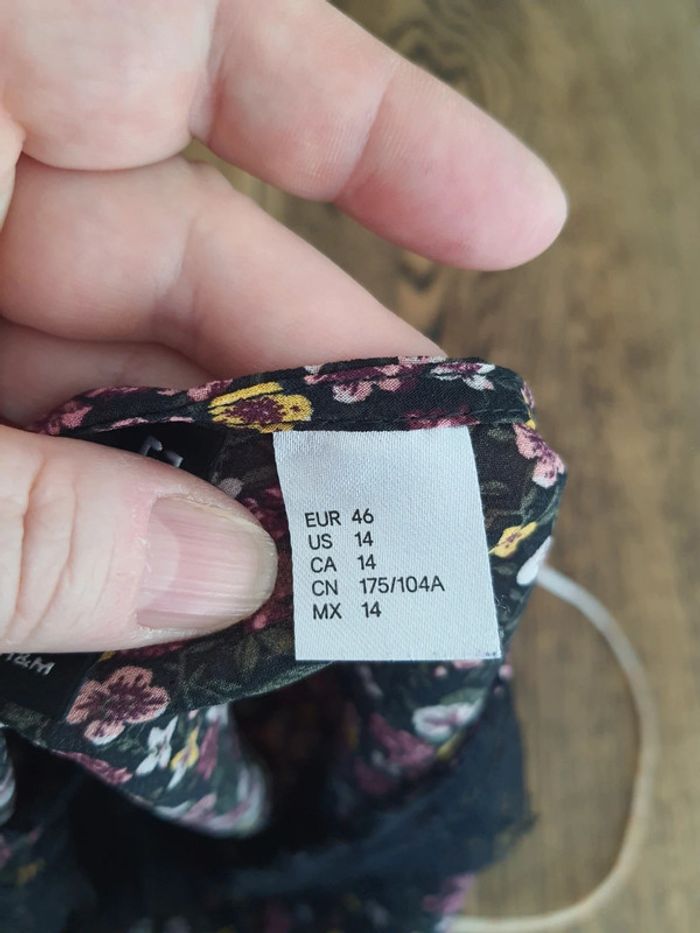 EUR 46
US 14
CA 14
CN 175/104A
MX 14
H&M